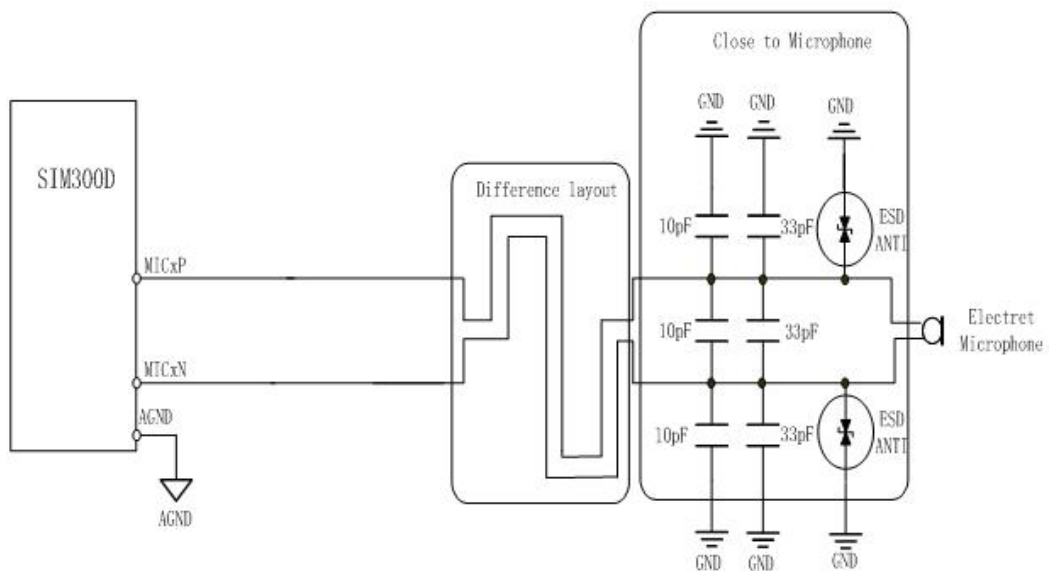 Close to Microphone
GND
GND
GND
SIM300D
Difference layout
10pF
33pF
ESD
ANTI
MICxP
10pF
33pF
Electret
Microphone
MICxN
AGND
10pF
33pF
ESD
ANTI
AGND
GND
GND
GND